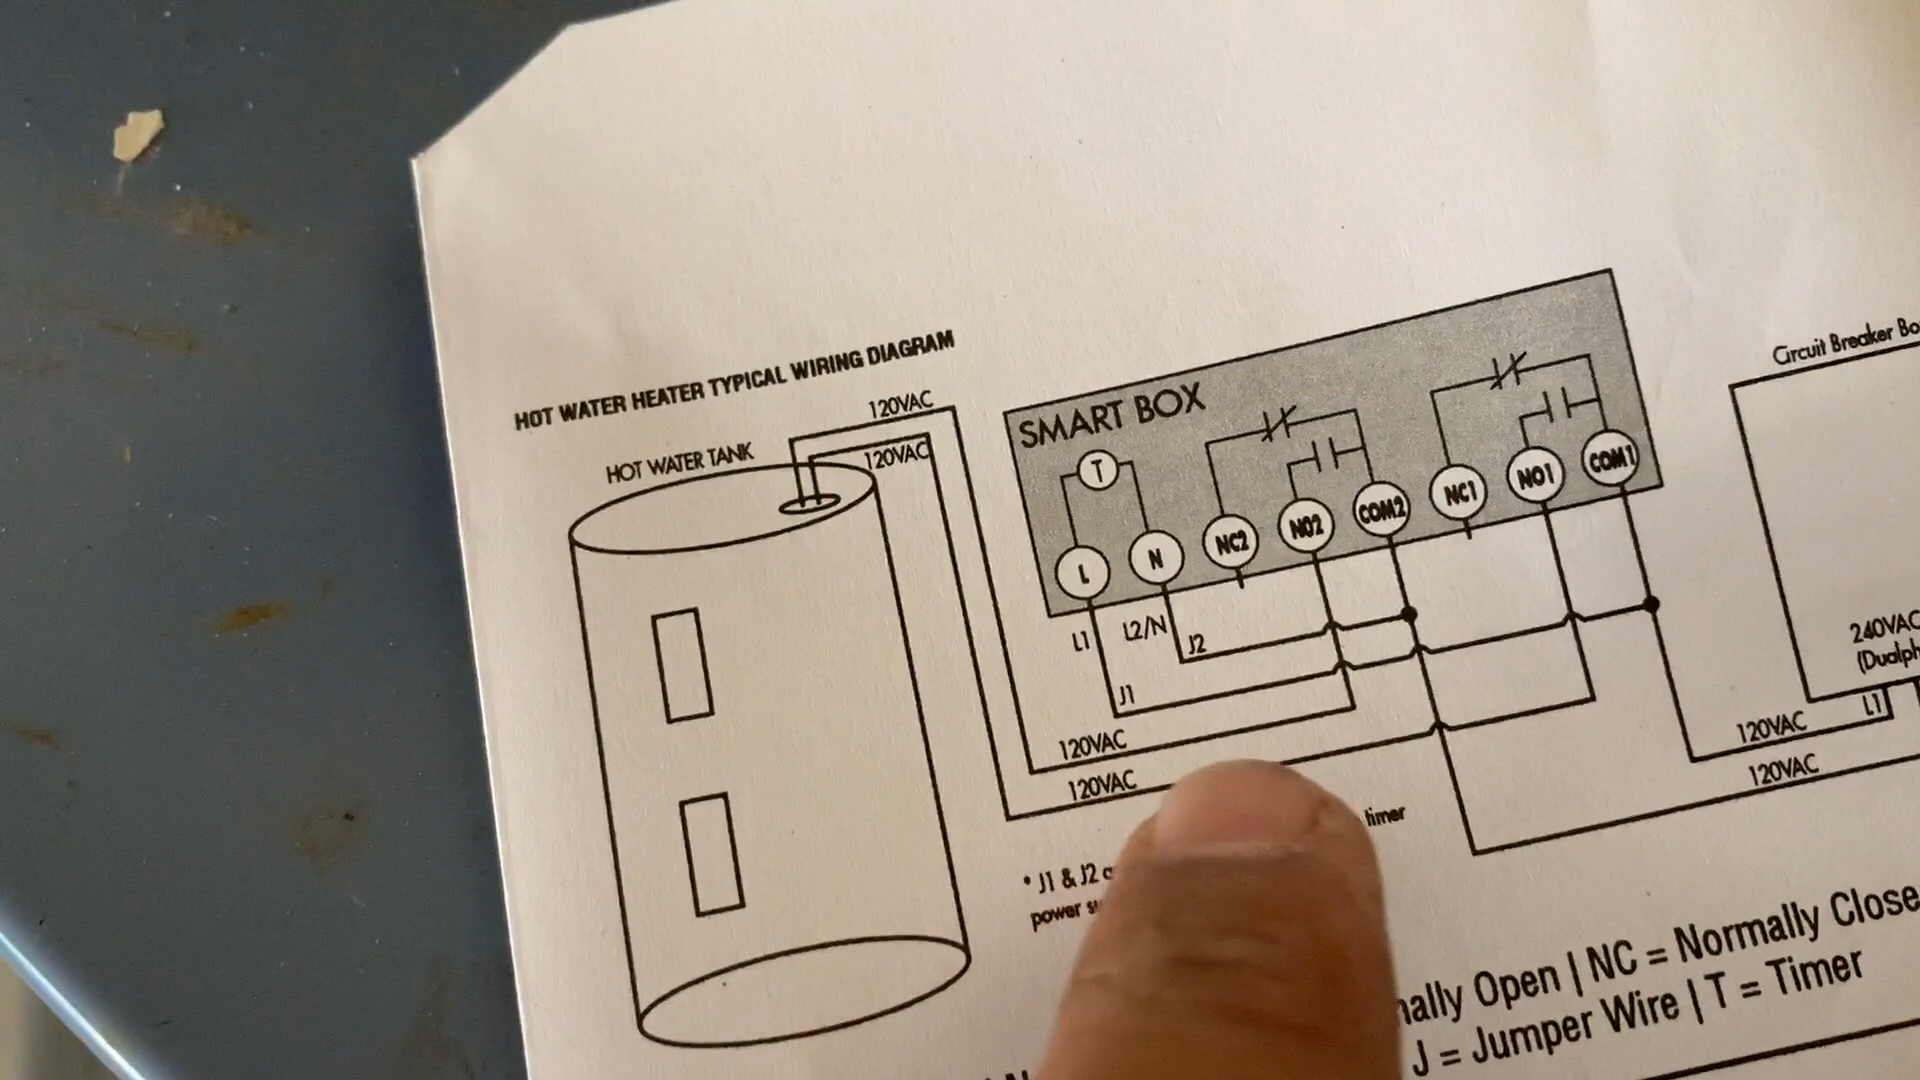 HOT WATER HEATER TYPICAL WIRING DIAGRAM
HOT WATER TANK
120VAC
120VAC
SMART BOX
T
L
N
NC2
NO2
COM2
NC1
NO1
COM1
L1
L2/N
J2
J1
120VAC
120VAC
Circuit Breaker
240VAC
L1
120VAC
120VAC
timer
* J1 & J2
power
Open | NC = Normally
J = Jumper Wire | T = Timer